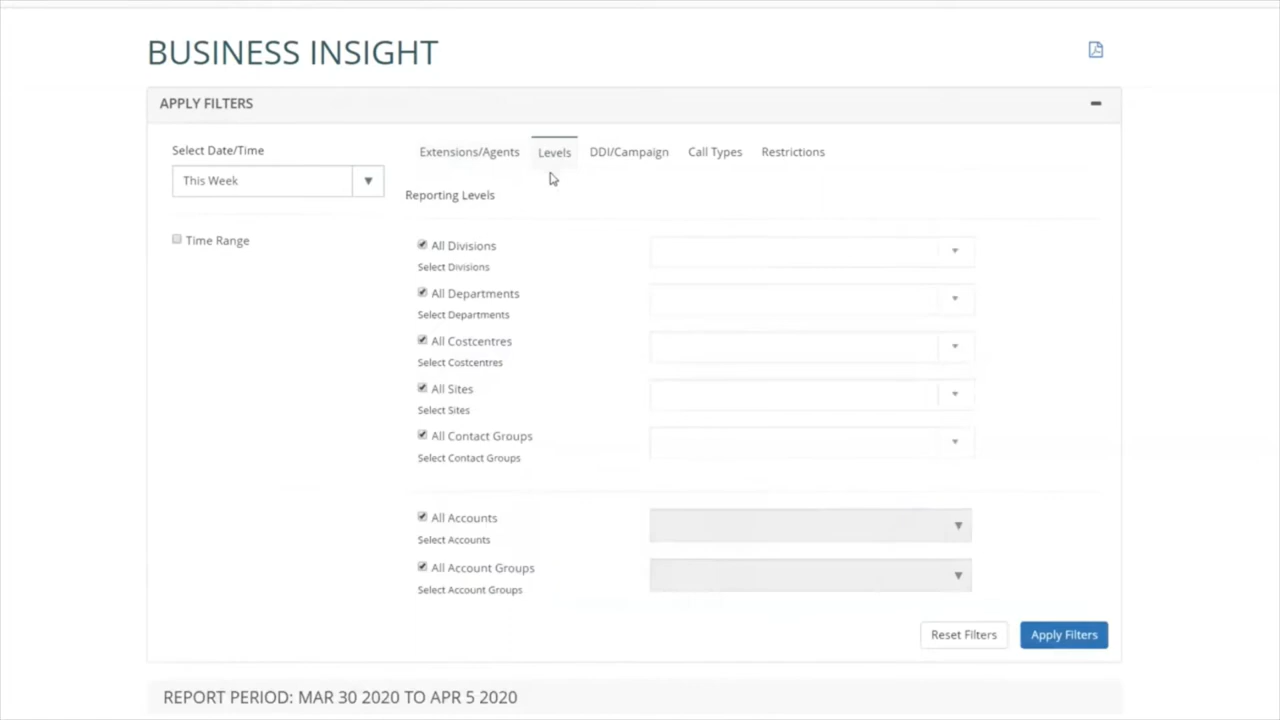 BUSINESS INSIGHT
APPLY FILTERS
Select Date/Time
This Week
Time Range
Extensions/Agents Levels DDI/Campaign Call Types Restrictions
Reporting Levels
All Divisions
Select Divisions
All Departments
Select Departments
All Costcentres
Select Costcentres
All Sites
Select Sites
All Contact Groups
Select Contact Groups
All Accounts
Select Accounts
All Account Groups
Select Account Groups
Reset Filters Apply Filters
REPORT PERIOD: MAR 30 2020 TO APR 5 2020